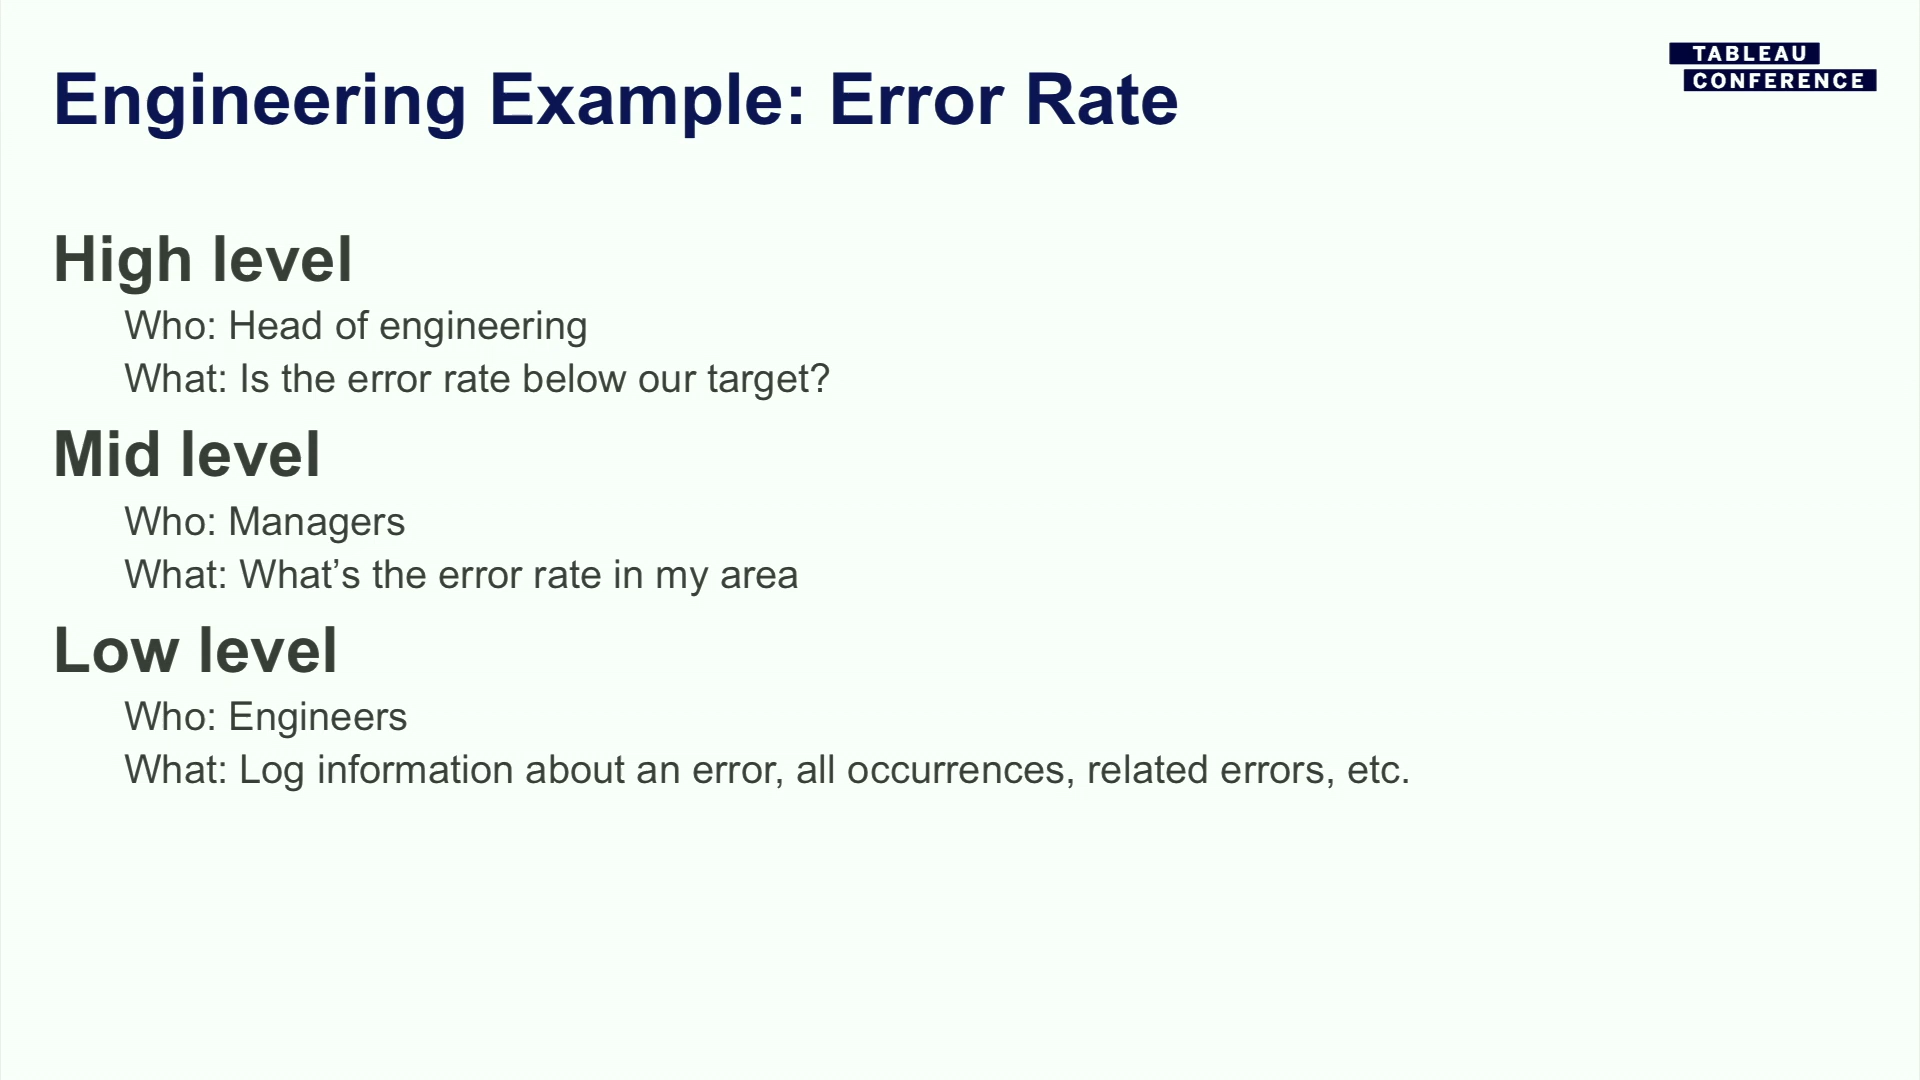 Engineering Example: Error Rate
TABLEAU
CONFERENCE
High level
Who: Head of engineering
What: Is the error rate below our target?
Mid level
Who: Managers
What: What’s the error rate in my area
Low level
Who: Engineers
What: Log information about an error, all occurrences, related errors, etc.